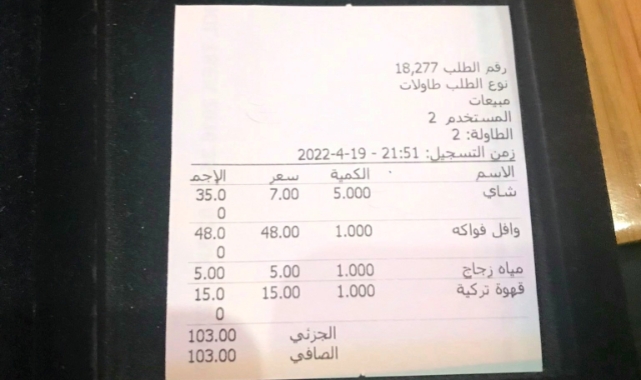 رقم الطلب 18,277
نوع الطلب طاولات
مبيعات
المستخدم 2
الطاولة: 2
زمن التسجيل: 21:51 - 19-4-2022
الاسم الكمية سعر الإجم
شاي 5.000 7.00 35.0
0
وافل فواكه 1.000 48.00 48.0
0
مياه زجاج 1.000 5.00 5.00
قهوة تركية 1.000 15.00 15.0
0
الجزئي 103.00
الصافي 103.00